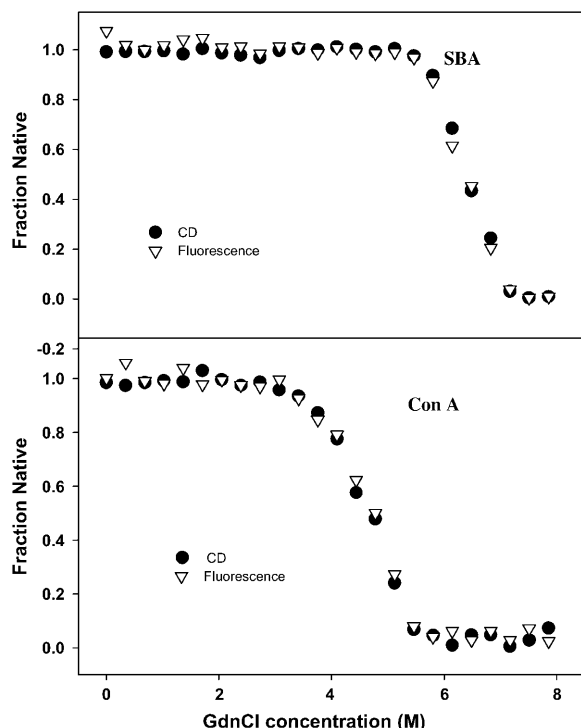 1.0
0.8
0.6
0.4
0.2
0.0
-0.2
Fraction Native
SBA
CD
Fluorescence
1.0
0.8
0.6
0.4
0.2
0.0
Fraction Native
Con A
CD
Fluorescence
0 2 4 6 8
GdnCl concentration (M)